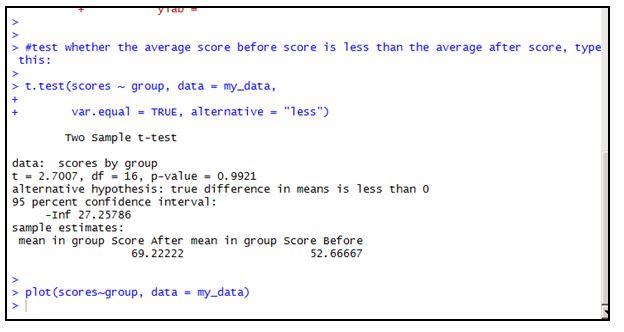 + ylab =
>
>
> #test whether the average score before score is less than the average after score, type
this:
>
> t.test(scores ~ group, data = my_data,
+
+ var.equal = TRUE, alternative = "less")
Two Sample t-test
data: scores by group
t = 2.7007, df = 16, p-value = 0.9921
alternative hypothesis: true difference in means is less than 0
95 percent confidence interval:
-Inf 27.25786
sample estimates:
mean in group Score After mean in group Score Before
69.22222 52.66667
>
> plot(scores~group, data = my_data)
>